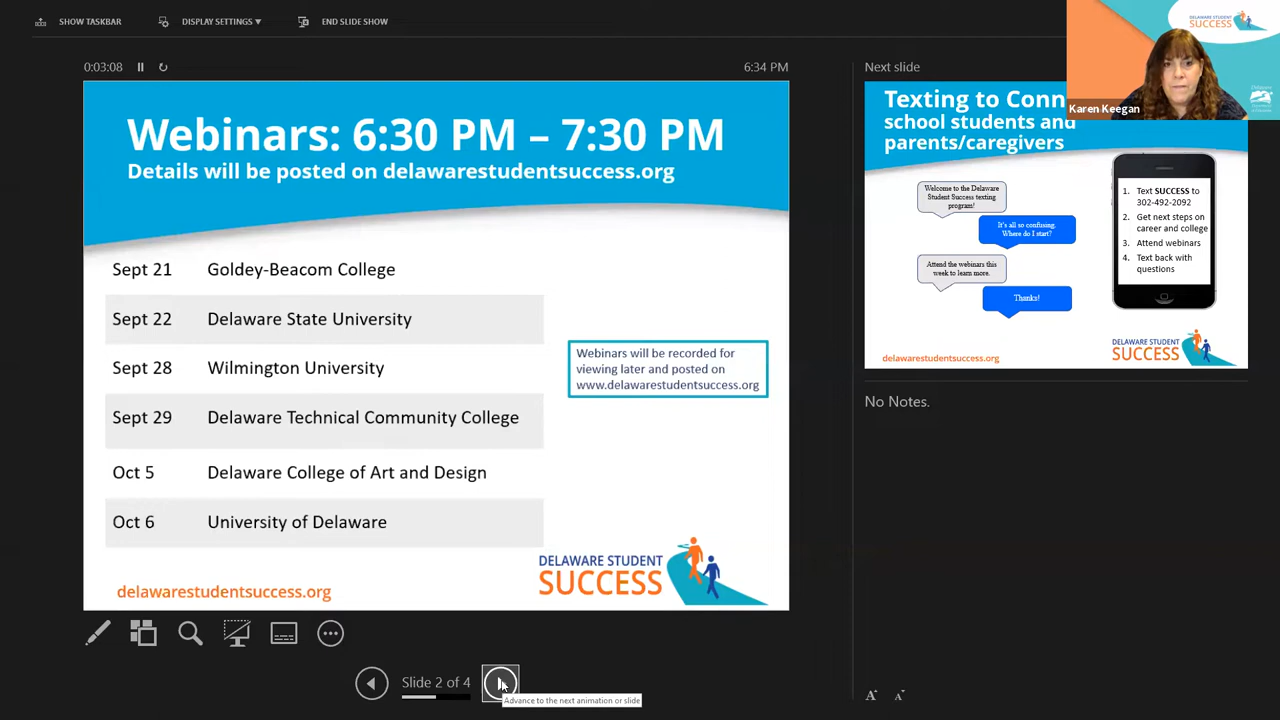 SHOW TASKBAR
DISPLAY SETTINGS ▼
END SLIDE SHOW
0:03:08
6:34 PM
Webinars: 6:30 PM – 7:30 PM
Details will be posted on delawarestudentsuccess.org
Sept 21 Goldey-Beacom College
Sept 22 Delaware State University
Sept 28 Wilmington University
Sept 29 Delaware Technical Community College
Oct 5 Delaware College of Art and Design
Oct 6 University of Delaware
Webinars will be recorded for
viewing later and posted on
www.delawarestudentsuccess.org
delawarestudentsuccess.org
DELAWARE STUDENT
SUCCESS
Slide 2 of 4
Advance to the next animation or slide
Next slide
Texting to Conn
school students and
parents/caregivers
Welcome to the Delaware
Student Success texting
program!
It's all so confusing.
Where do I start?
Attend the webinars this
week to learn more.
Thanks!
1. Text SUCCESS to
302-492-2092
2. Get next steps on
career and college
3. Attend webinars
4. Text back with
questions
delawarestudentsuccess.org
DELAWARE STUDENT
SUCCESS
No Notes.
A A
DELAWARE STUDENT
SUCCESS
Karen Keegan
Delaware